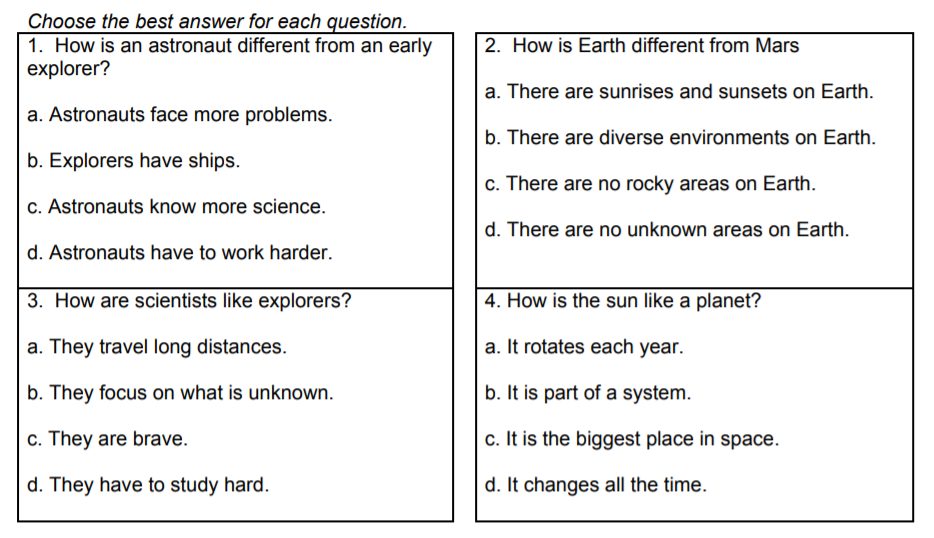 Choose the best answer for each question.
1. How is an astronaut different from an early
explorer?
a. Astronauts face more problems.
b. Explorers have ships.
c. Astronauts know more science.
d. Astronauts have to work harder.
2. How is Earth different from Mars
a. There are sunrises and sunsets on Earth.
b. There are diverse environments on Earth.
c. There are no rocky areas on Earth.
d. There are no unknown areas on Earth.
3. How are scientists like explorers?
a. They travel long distances.
b. They focus on what is unknown.
c. They are brave.
d. They have to study hard.
4. How is the sun like a planet?
a. It rotates each year.
b. It is part of a system.
c. It is the biggest place in space.
d. It changes all the time.